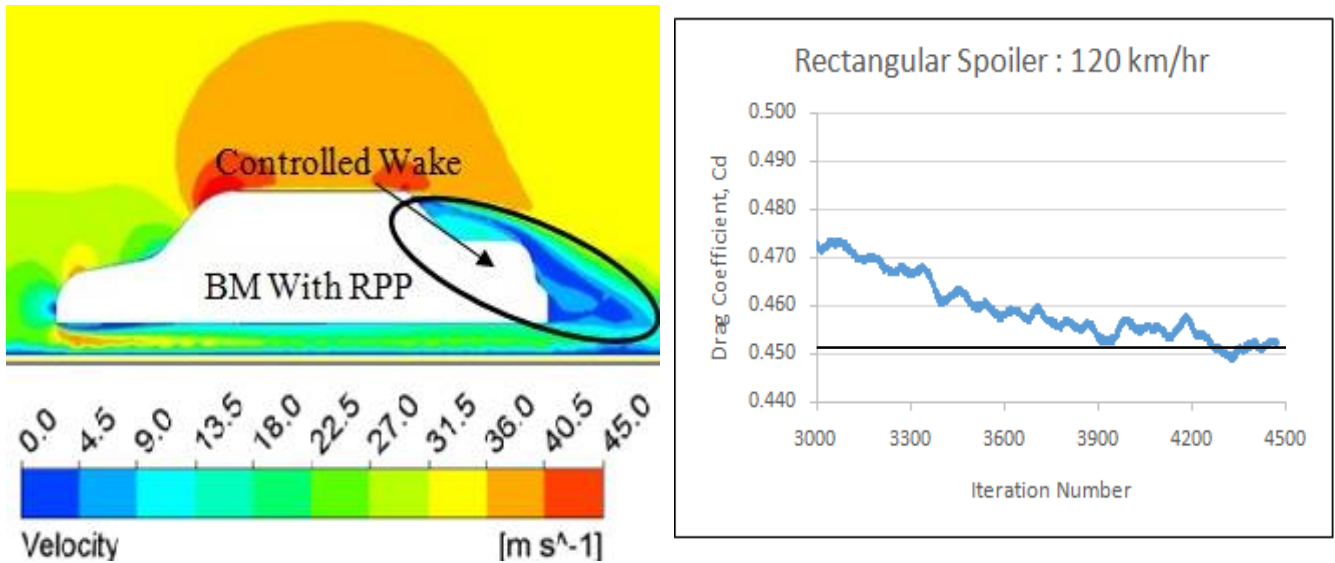 Controlled Wake
BM With RPP
0.0 4.5 9.0 13.5 18.0 22.5 27.0 31.5 36.0 40.5 45.0
Velocity [m s^-1]
Rectangular Spoiler : 120 km/hr
Drag Coefficient, Cd
0.500
0.490
0.480
0.470
0.460
0.450
0.440
3000 3300 3600 3900 4200 4500
Iteration Number